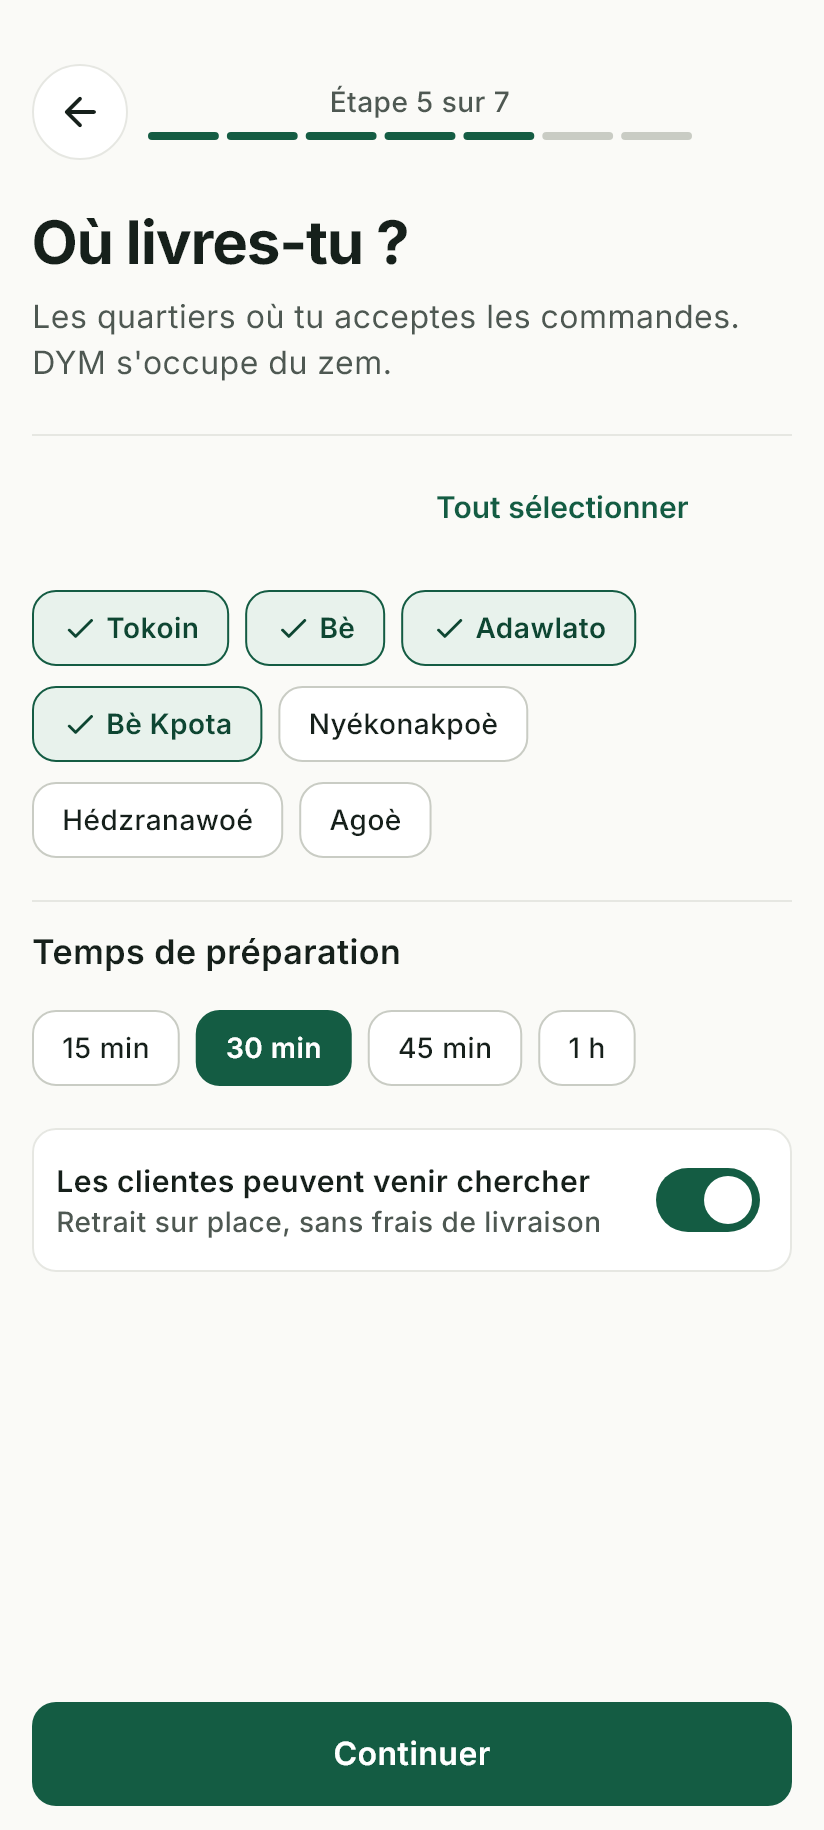 Étape 5 sur 7
Où livres-tu ?
Les quartiers où tu acceptes les commandes.
DYM s'occupe du zem.
Tout sélectionner
Tokoin Bè Adawlato
Bè Kpota Nyékonakpoè
Hédzranawoé Agoè
Temps de préparation
15 min 30 min 45 min 1 h
Les clientes peuvent venir chercher
Retrait sur place, sans frais de livraison
Continuer